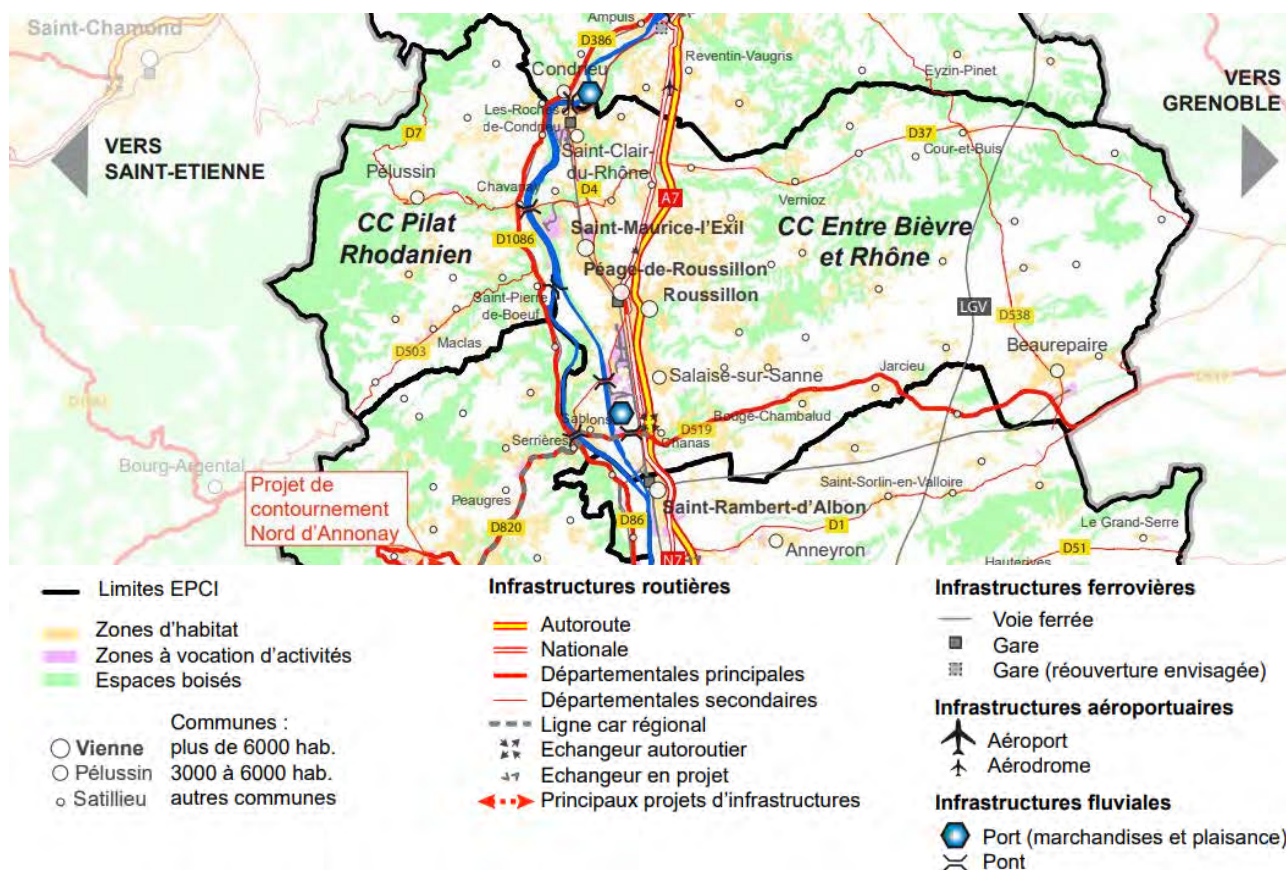 Saint-Chamond
Ampuis
D386
Reventin-Vaugris
Condrieu
Eyzin-Pinet
VERS
GRENOBLE
Les-Roches
de-Condrieu
D7
D37
VERS
SAINT-ETIENNE
Saint-Clair
du-Rhône
Cour-et-Buis
Pélussin
Chavanay
D4
A7
Vernioz
CC Pilat
Rhodanien
D1086
Saint-Maurice-l'Exil
CC Entre Bièvre
et Rhône
Péage-de-Roussillon
Roussillon
Saint-Pierre
de-Boeuf
LGV
D538
Maclas
D503
Beaurepaire
Salaise-sur-Sanne
Jarcieu
Sablons
Bougé-Chambalud
D519
Chanas
Serrières
Bourg-Argental
Projet de
contournement
Nord d'Annonay
Peaugres
Saint-Sorlin-en-Valloire
Saint-Rambert-d'Albon
D820
D86
D1
Le Grand-Serre
Anneyron
D51
N7
Hauterives
Limites EPCI
Zones d'habitat
Zones à vocation d'activités
Espaces boisés
Communes :
Vienne plus de 6000 hab.
Pélussin 3000 à 6000 hab.
Satillieu autres communes
Infrastructures routières
Autoroute
Nationale
Départementales principales
Départementales secondaires
Ligne car régional
Echangeur autoroutier
Echangeur en projet
Principaux projets d'infrastructures
Infrastructures ferrovières
Voie ferrée
Gare
Gare (réouverture envisagée)
Infrastructures aéroportuaires
Aéroport
Aérodrome
Infrastructures fluviales
Port (marchandises et plaisance)
Pont